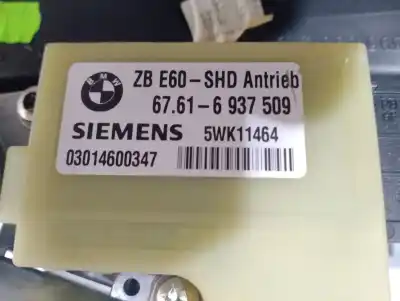 BMW
ZB E60-SHD Antrieb
67.61-6 937 509
SIEMENS 5WK11464
03014600347